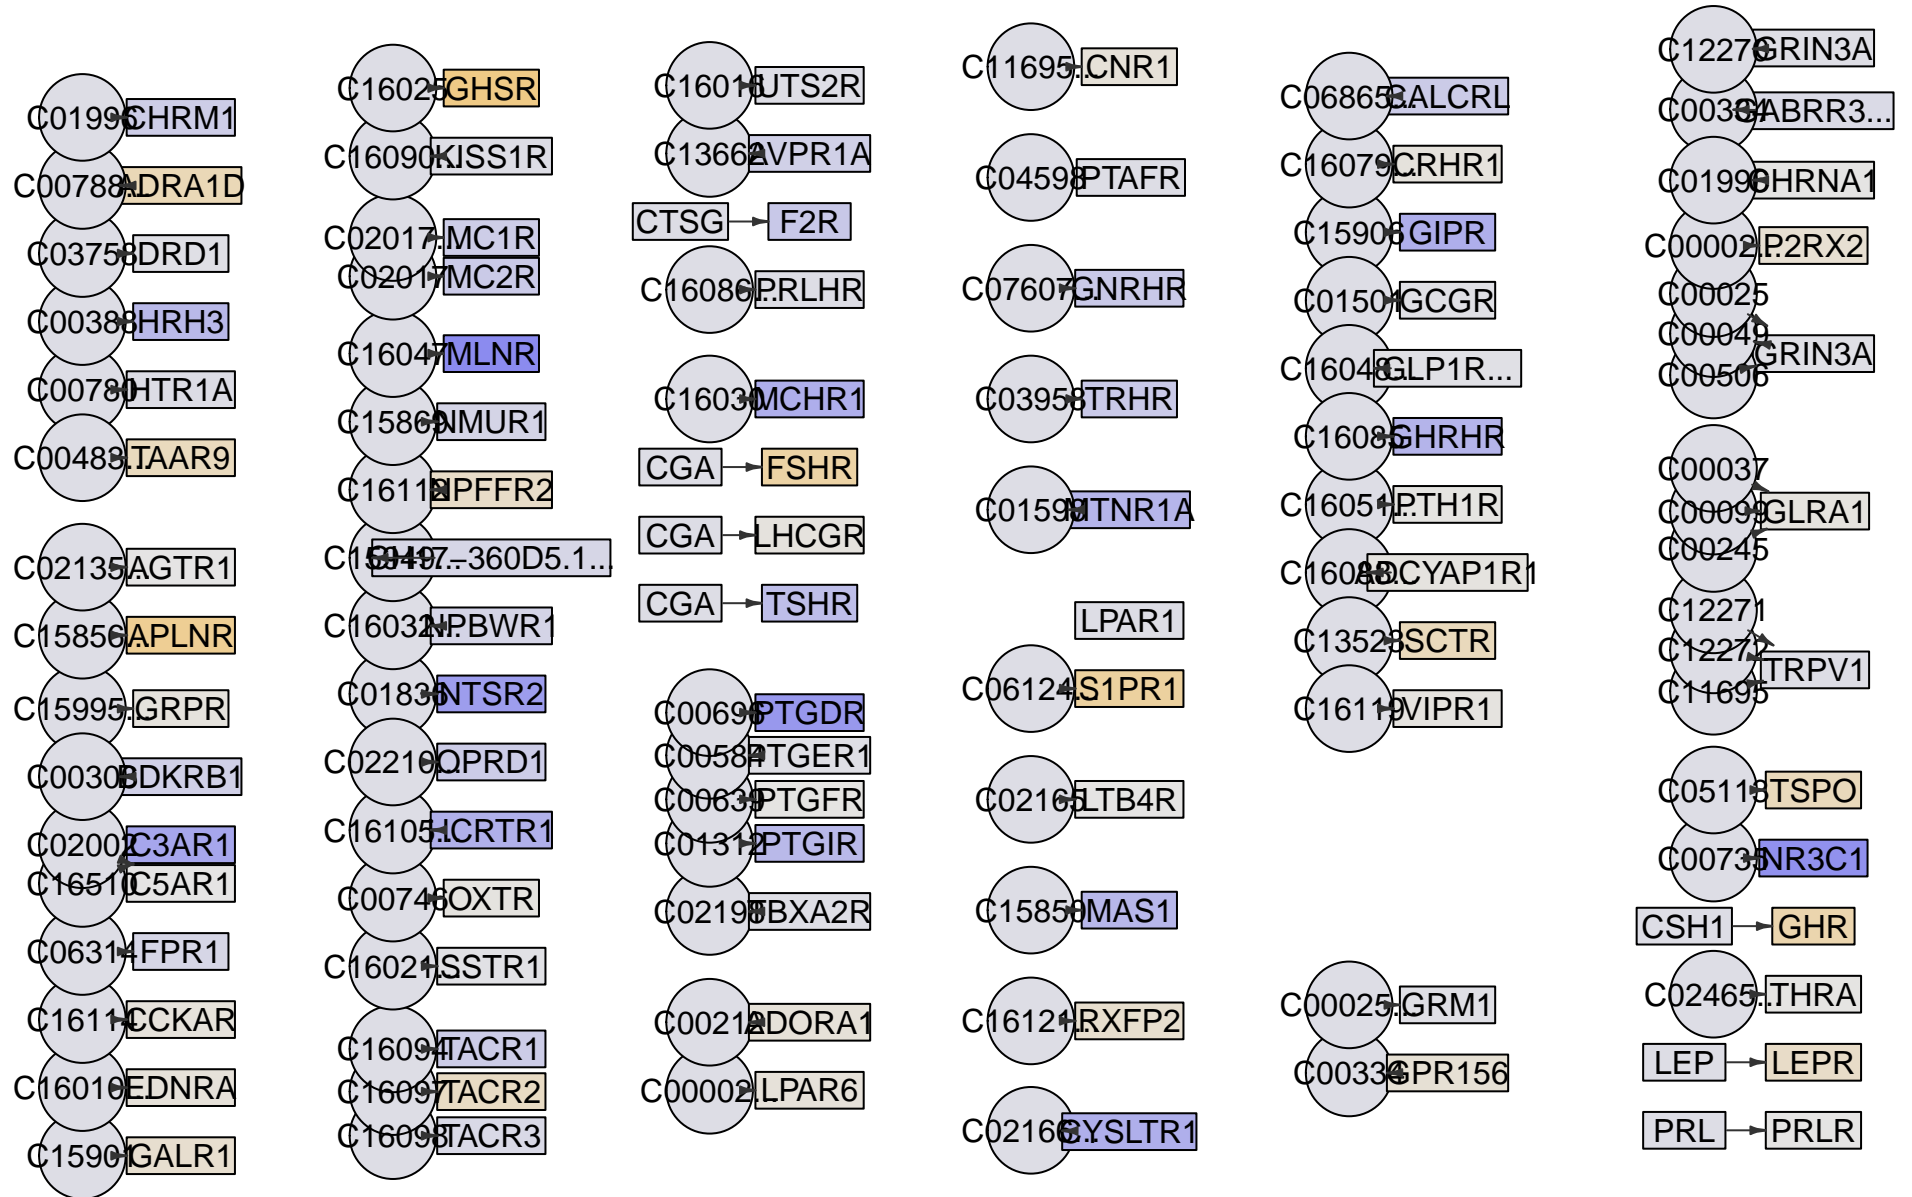 C01996 CHRM1
C00788... ADRA1D
C03758 DRD1
C00388 HRH3
C00780 HTR1A
C00483... TAAR9
C02135... AGTR1
C15856... APLNR
C15995... GRPR
C00306 BDKRB1
C02002 C3AR1
C16510 C5AR1
C06314 FPR1
C16114 CCKAR
C16010 EDNRA
C15901 GALR1
C16025 GHSR
C16090... KISS1R
C02017... MC1R
C02017 MC2R
C16047 MLNR
C15869 NMUR1
C16118 NPFFR2
–360D5.1...
C16032... NPBWR1
C01836 NTSR2
C02210... OPRD1
C16105... HCRTR1
C00746 OXTR
C16021... SSTR1
C16094 TACR1
C16097 TACR2
C16098 TACR3
C16016 UTS2R
C13662 AVPR1A
CTSG F2R
C16086... PRLHR
C16030 MCHR1
CGA FSHR
CGA LHCGR
CGA TSHR
C00696 PTGDR
C00584 PTGER1
C00639 PTGFR
C01312 PTGIR
C02198 TBXA2R
C00212 ADORA1
C00002... LPAR6
C11695... CNR1
C04598 PTAFR
C07607... GNRHR
C03958 TRHR
C01598 MTNR1A
LPAR1
C06124... S1PR1
C02165 LTB4R
C15850 MAS1
C16121... RXFP2
C02166... CYSLTR1
C06865... CALCRL
C16079... CRHR1
C15906 GIPR
C01501 GCGR
C16048... GLP1R...
C16085 GHRHR
C16051... PTH1R
ADCYAP1R1
C13523 SCTR
C16119 VIPR1
C00025... GRM1
C00334 GPR156
C12270 GRIN3A
C00334 GABRR3...
C01996 CHRNA1
C00002... P2RX2
C00025
C00049
GRIN3A
C00506
C00037
C00099 GLRA1
C00245
C12271
C12272
TRPV1
C11695
C05113 TSPO
C00735 NR3C1
CSH1 GHR
C02465... THRA
LEP LEPR
PRL PRLR